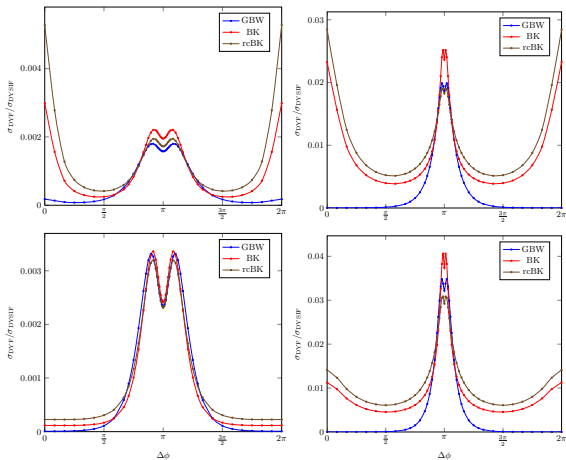 GBW
BK
rcBK
0.004
0.002
0
0
π/2
π
3π/2
2π
σDYF/σDYSIF
GBW
BK
rcBK
0.03
0.02
0.01
0
0
π/2
π
3π/2
2π
σDYF/σDYSIF
GBW
BK
rcBK
0.003
0.002
0.001
0
0
π/2
π
3π/2
2π
σDYF/σDYSIF
Δϕ
GBW
BK
rcBK
0.04
0.03
0.02
0.01
0
0
π/2
π
3π/2
2π
σDYF/σDYSIF
Δϕ